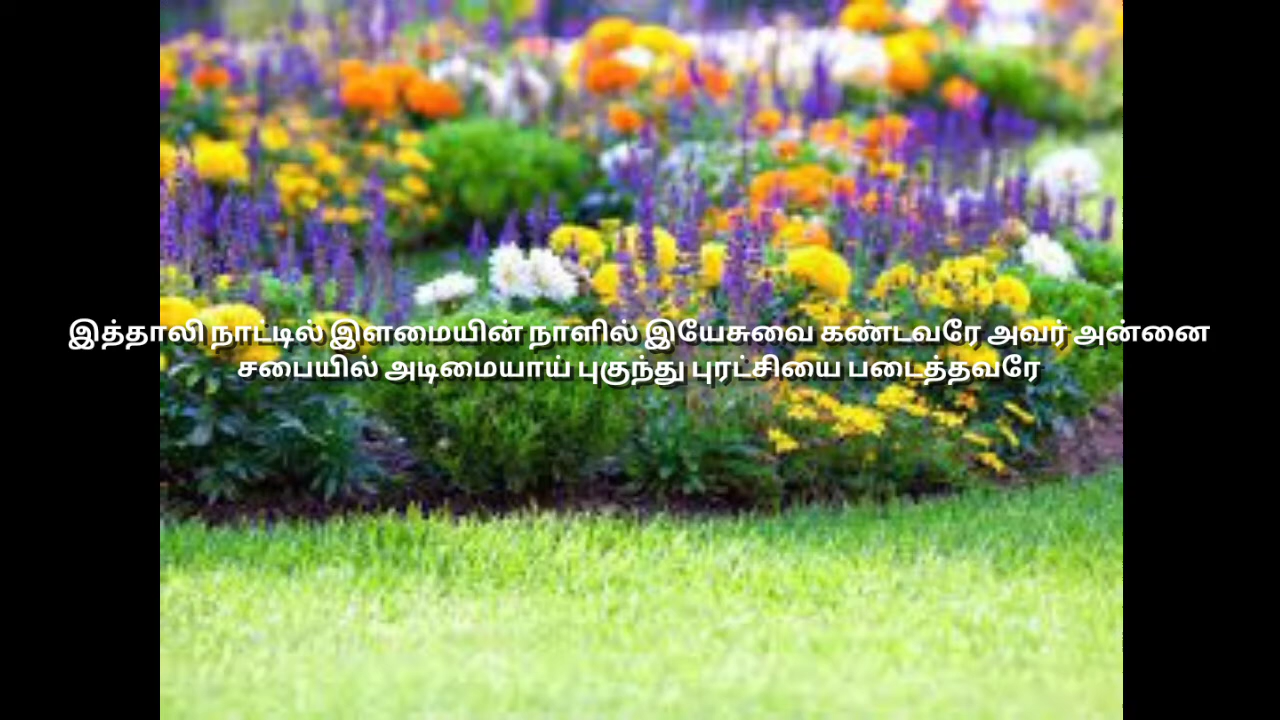 இத்தாலி நாட்டில் இளமையின் நாளில் இயேசுவை கண்டவரே அவர் அன்னை
சபையில் அடிமையாய் புகுந்து புரட்சியை படைத்தவரே